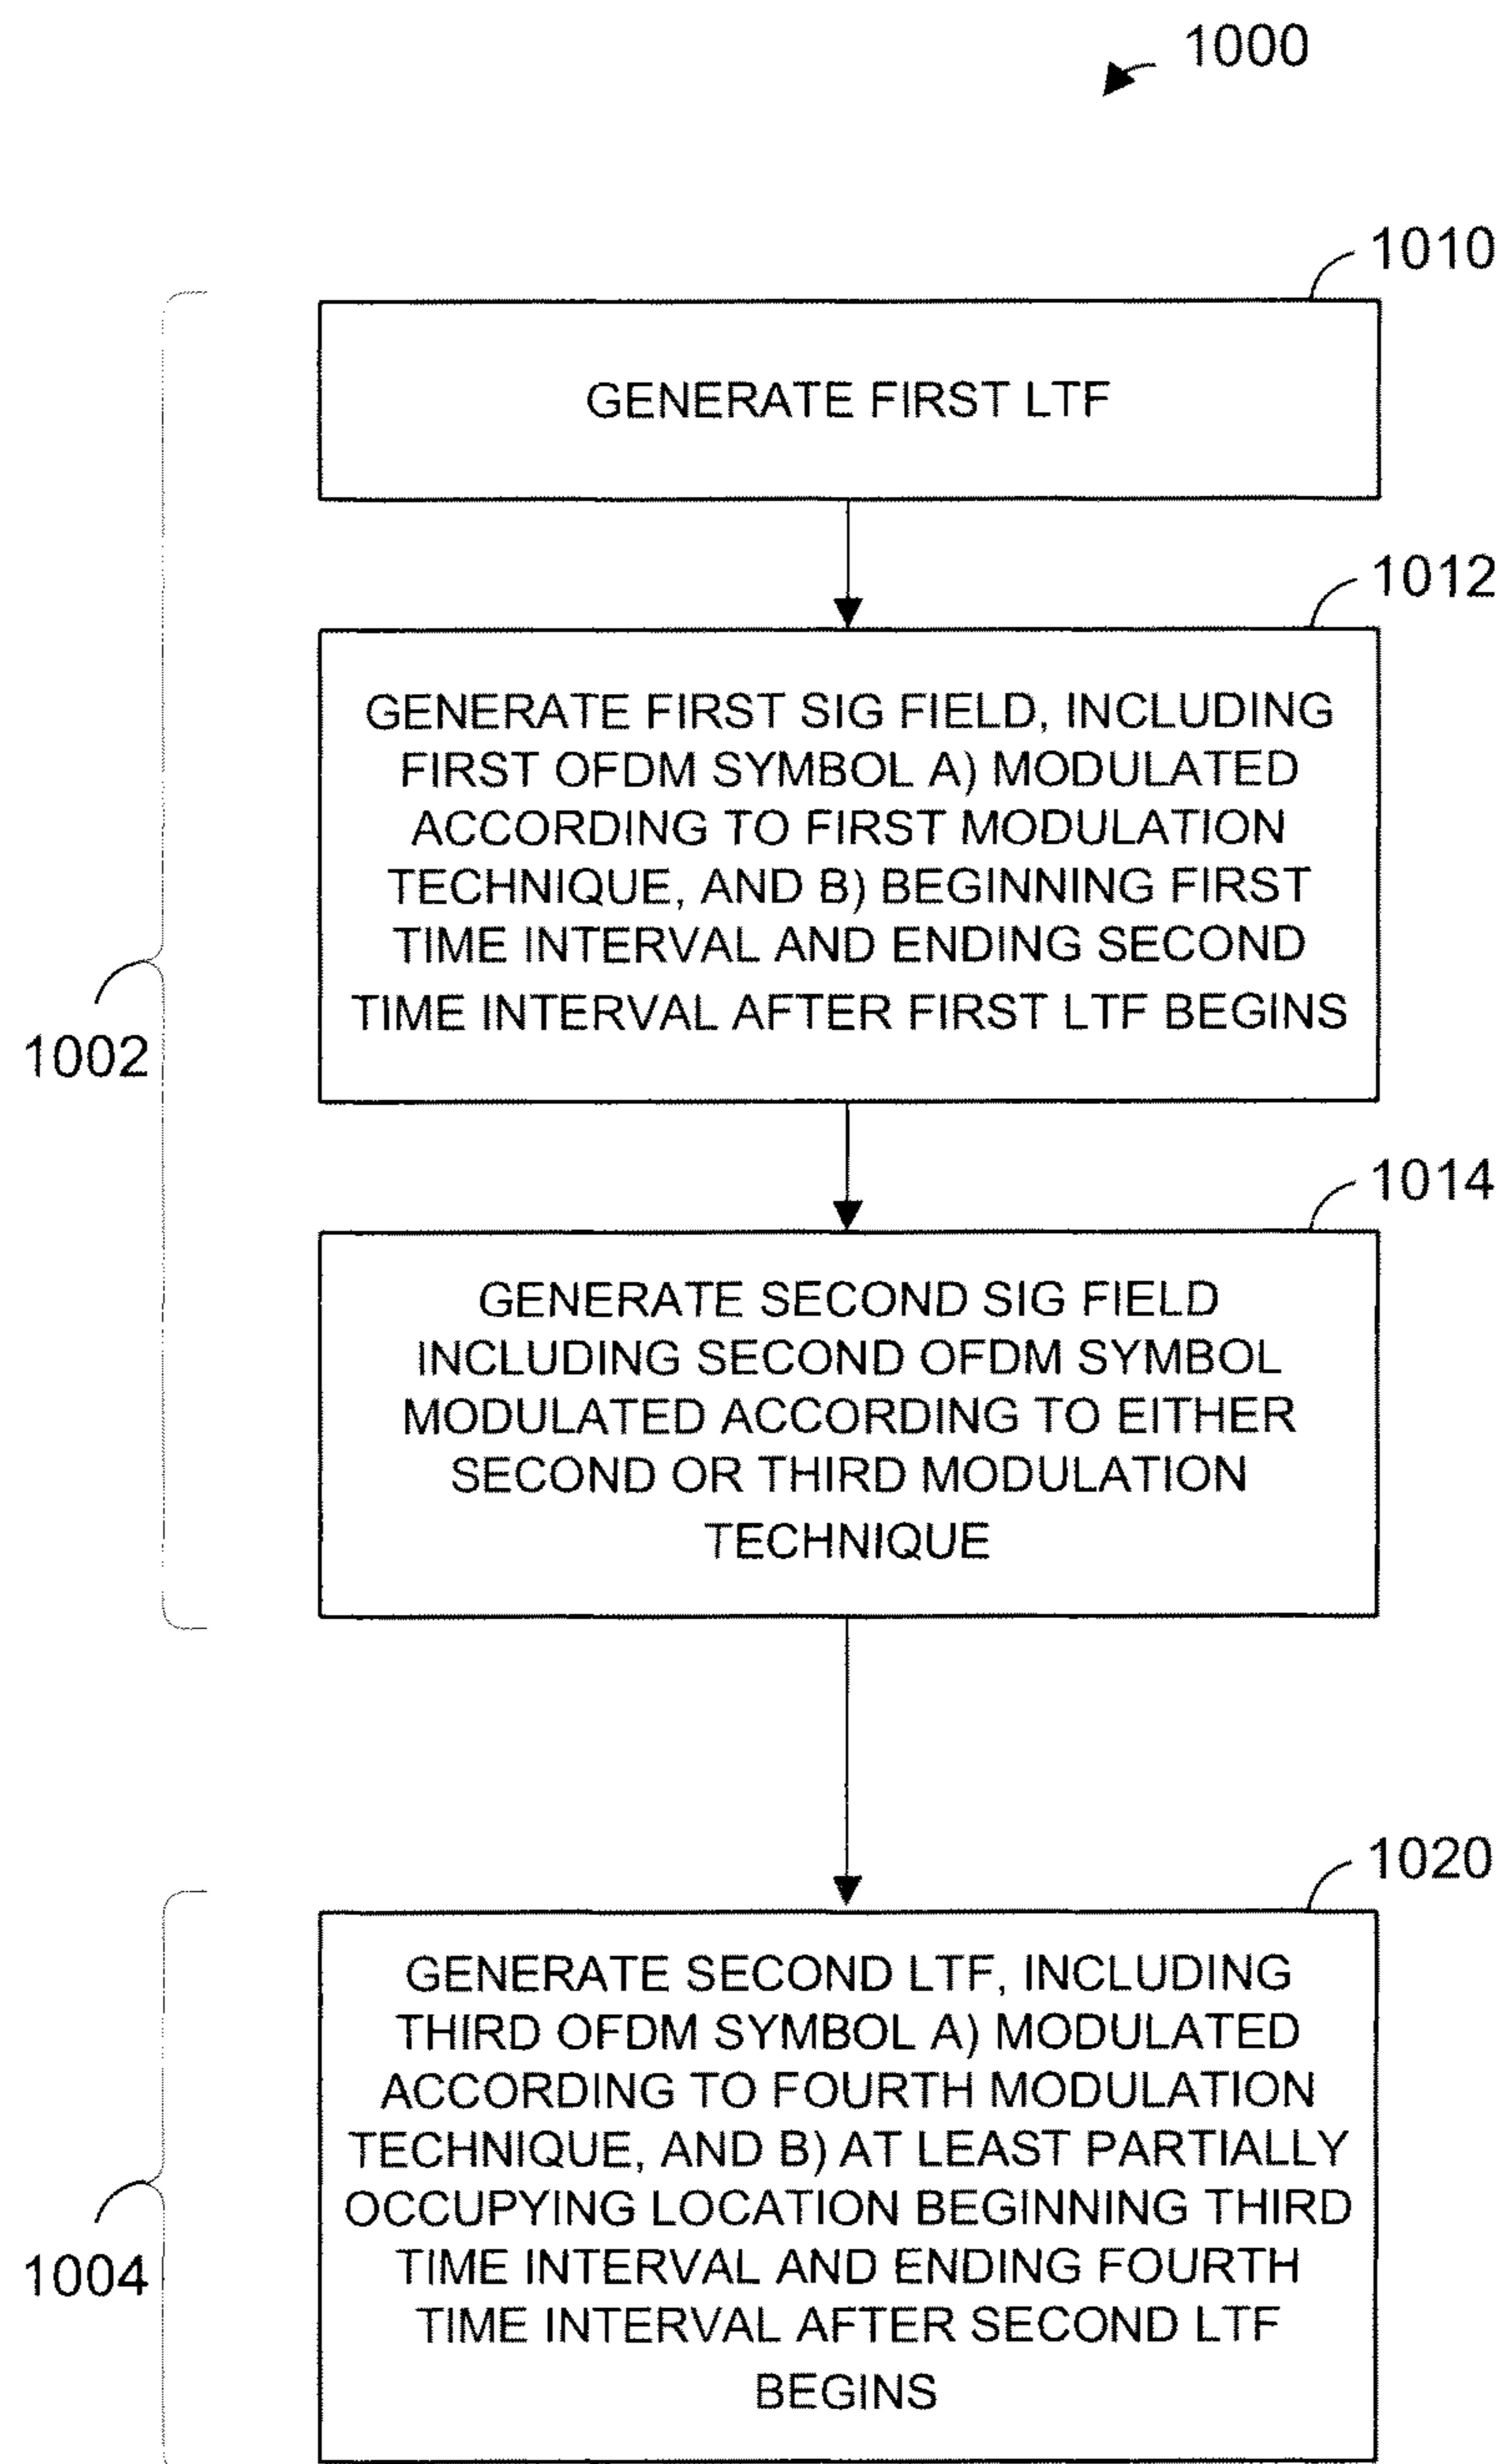 1000
1010
GENERATE FIRST LTF
1012
GENERATE FIRST SIG FIELD, INCLUDING
FIRST OFDM SYMBOL A) MODULATED
ACCORDING TO FIRST MODULATION
TECHNIQUE, AND B) BEGINNING FIRST
TIME INTERVAL AND ENDING SECOND
TIME INTERVAL AFTER FIRST LTF BEGINS
1002
1014
GENERATE SECOND SIG FIELD
INCLUDING SECOND OFDM SYMBOL
MODULATED ACCORDING TO EITHER
SECOND OR THIRD MODULATION
TECHNIQUE
1020
GENERATE SECOND LTF, INCLUDING
THIRD OFDM SYMBOL A) MODULATED
ACCORDING TO FOURTH MODULATION
TECHNIQUE, AND B) AT LEAST PARTIALLY
OCCUPYING LOCATION BEGINNING THIRD
TIME INTERVAL AND ENDING FOURTH
TIME INTERVAL AFTER SECOND LTF
BEGINS
1004